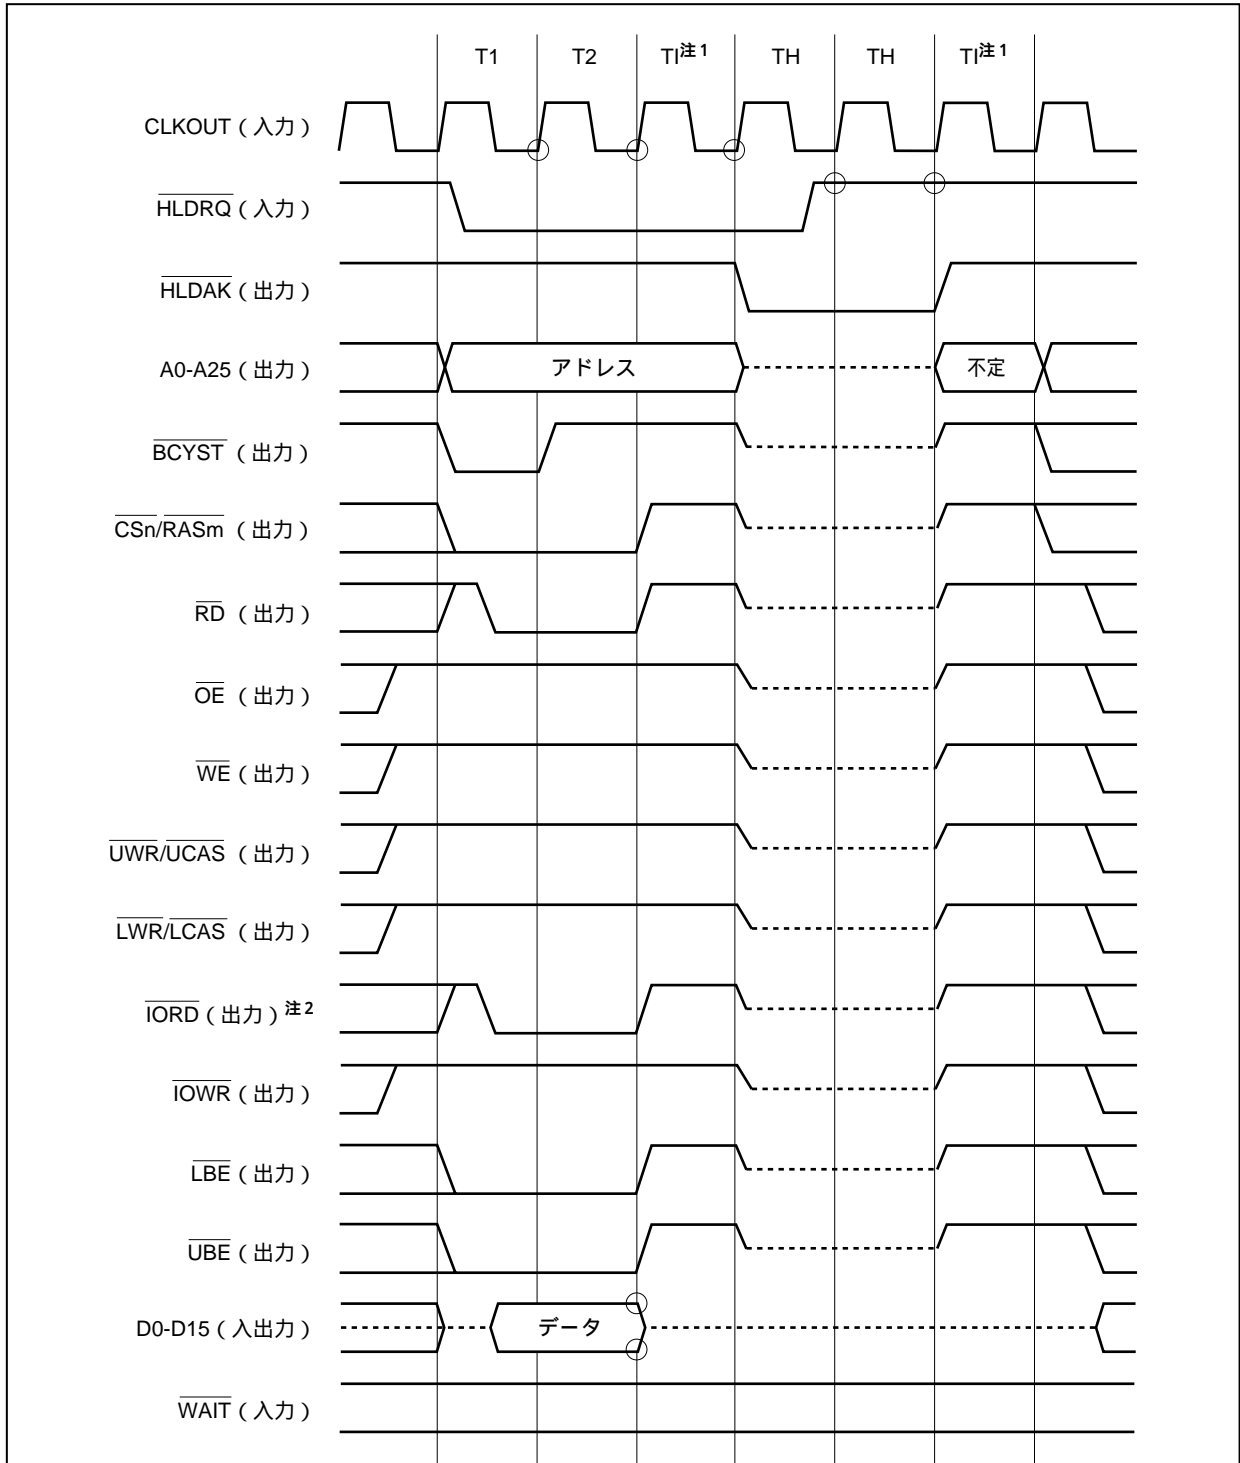 T1 T2 TI注1 TH TH TI注1
CLKOUT(入力)
HLDRQ(入力)
HLDAK(出力)
A0-A25(出力) アドレス 不定
BCYST(出力)
CSn/RASm(出力)
RD(出力)
OE(出力)
WE(出力)
UWR/UCAS(出力)
LWR/LCAS(出力)
IORD(出力)注2
IOWR(出力)
LBE(出力)
UBE(出力)
D0-D15(入出力) データ
WAIT(入力)